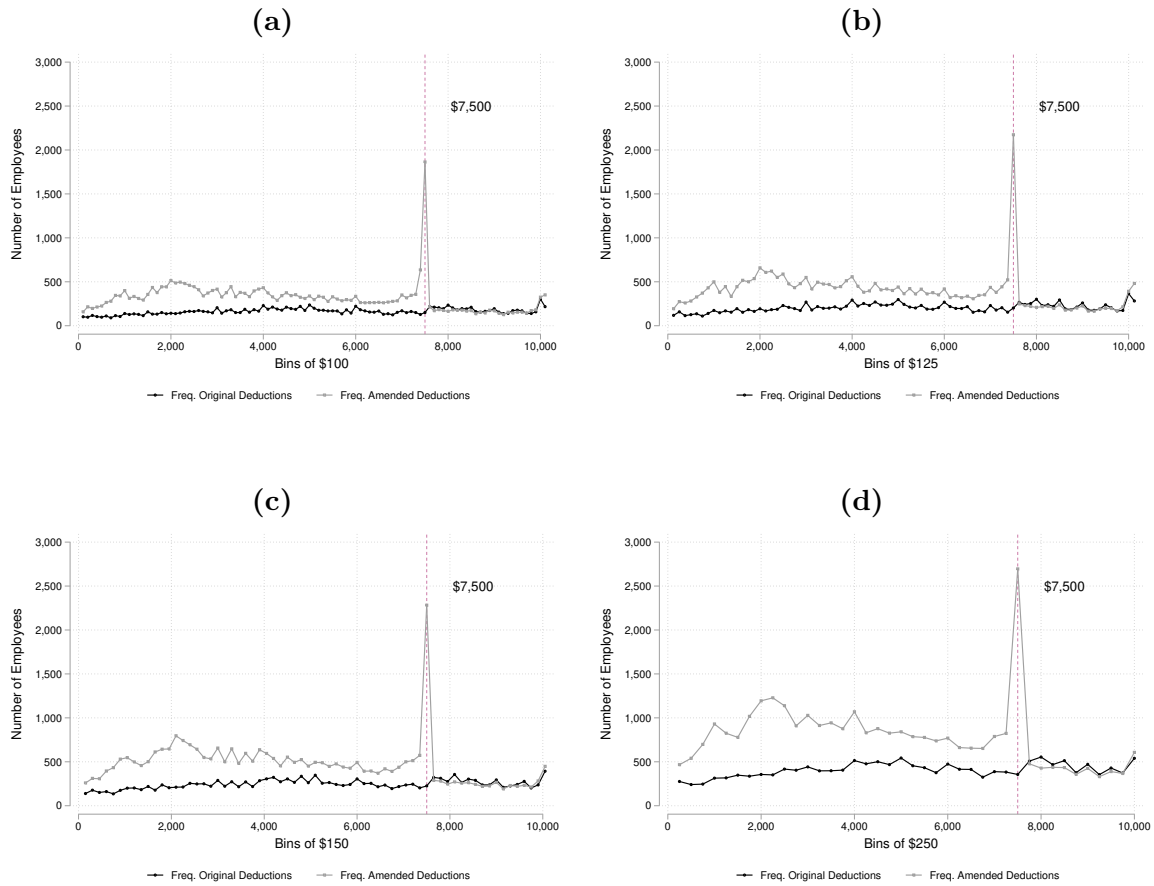 (a)
3,000
2,500
2,000
1,500
1,000
500
0
Number of Employees
$7,500
0 2,000 4,000 6,000 8,000 10,000
Bins of $100
Freq. Original Deductions Freq. Amended Deductions
(b)
3,000
2,500
2,000
1,500
1,000
500
0
Number of Employees
$7,500
0 2,000 4,000 6,000 8,000 10,000
Bins of $125
Freq. Original Deductions Freq. Amended Deductions
(c)
3,000
2,500
2,000
1,500
1,000
500
0
Number of Employees
$7,500
0 2,000 4,000 6,000 8,000 10,000
Bins of $150
Freq. Original Deductions Freq. Amended Deductions
(d)
3,000
2,500
2,000
1,500
1,000
500
0
Number of Employees
$7,500
0 2,000 4,000 6,000 8,000 10,000
Bins of $250
Freq. Original Deductions Freq. Amended Deductions